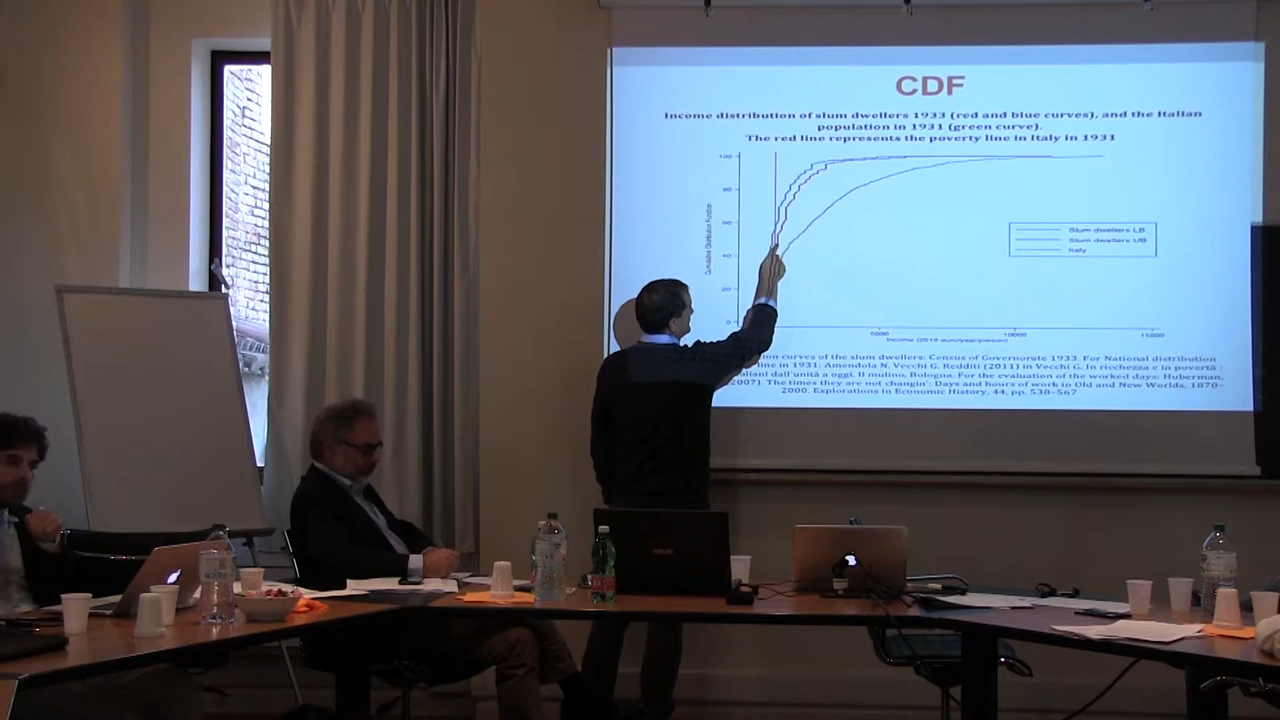 CDF
Income distribution of slum dwellers 1933 (red and blue curves), and the Italian
population in 1931 (green curve).
The red line represents the poverty line in Italy in 1931
Cumulative Distribution Function
100
80
60
40
20
0
5000
10000
15000
Income (2010 euro/year/person)
Slum dwellers LB
Slum dwellers UB
Italy
curves of the slum dwellers: Census of Governorate 1933. For National distribution
line in 1931: Amendola N. Vecchi G. Redditi (2011) in Vecchi G. In ricchezza e in povertà :
italiani dall'unità a oggi. Il mulino, Bologna. For the evaluation of the worked days: Huberman,
2007). The times they are not changin': Days and hours of work in Old and New Worlds, 1870–
2000. Explorations in Economic History, 44, pp. 538–567
ASUS